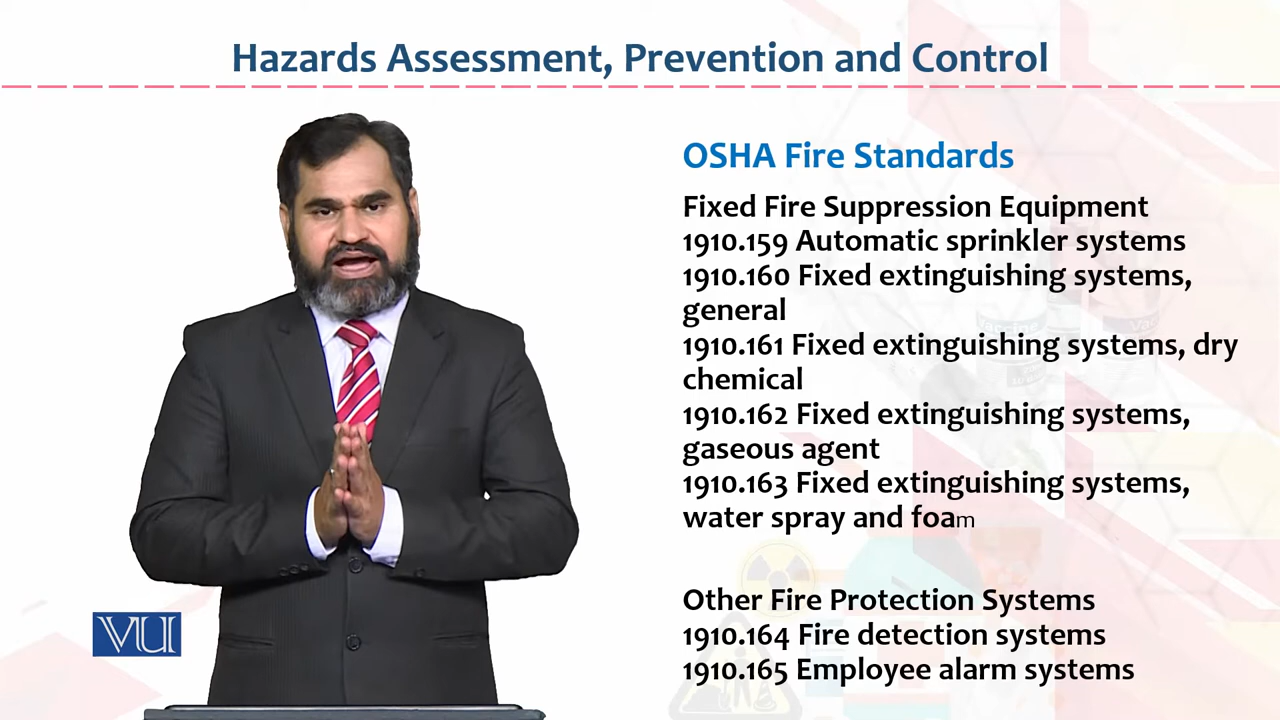 Hazards Assessment, Prevention and Control
OSHA Fire Standards
Fixed Fire Suppression Equipment
1910.159 Automatic sprinkler systems
1910.160 Fixed extinguishing systems,
general
1910.161 Fixed extinguishing systems, dry
chemical
1910.162 Fixed extinguishing systems,
gaseous agent
1910.163 Fixed extinguishing systems,
water spray and foam
Other Fire Protection Systems
1910.164 Fire detection systems
1910.165 Employee alarm systems
VU
Vaccine